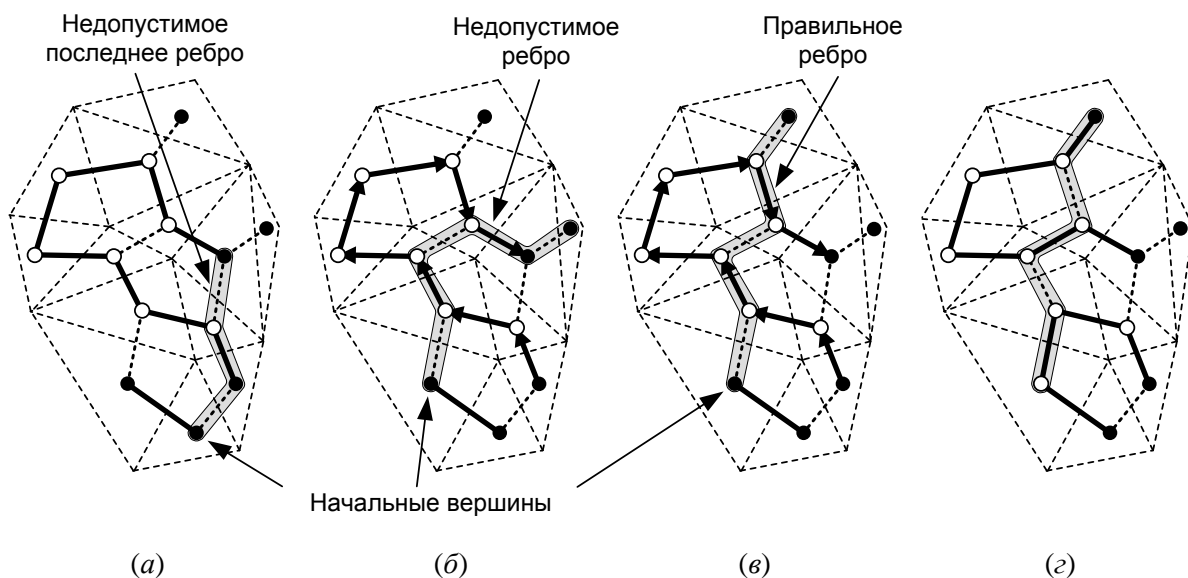 Недопустимое
последнее ребро
Недопустимое
ребро
Правильное
ребро
Начальные вершины
(а)
(б)
(в)
(г)